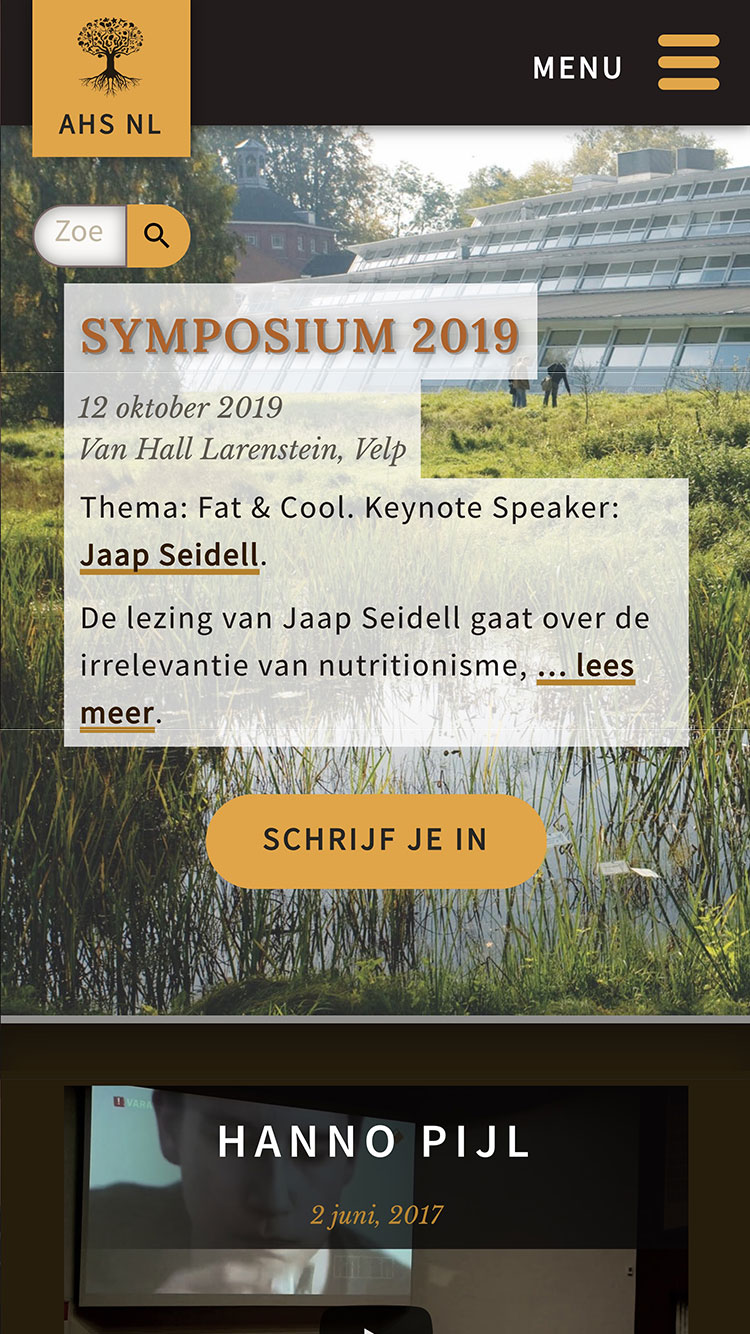 AHS NL
MENU
Zoe
SYMPOSIUM 2019
12 oktober 2019
Van Hall Larenstein, Velp
Thema: Fat & Cool. Keynote Speaker:
Jaap Seidell.
De lezing van Jaap Seidell gaat over de
irrelevantie van nutritionisme, ... lees
meer.
SCHRIJF JE IN
VARA
HANNO PIJL
2 juni, 2017